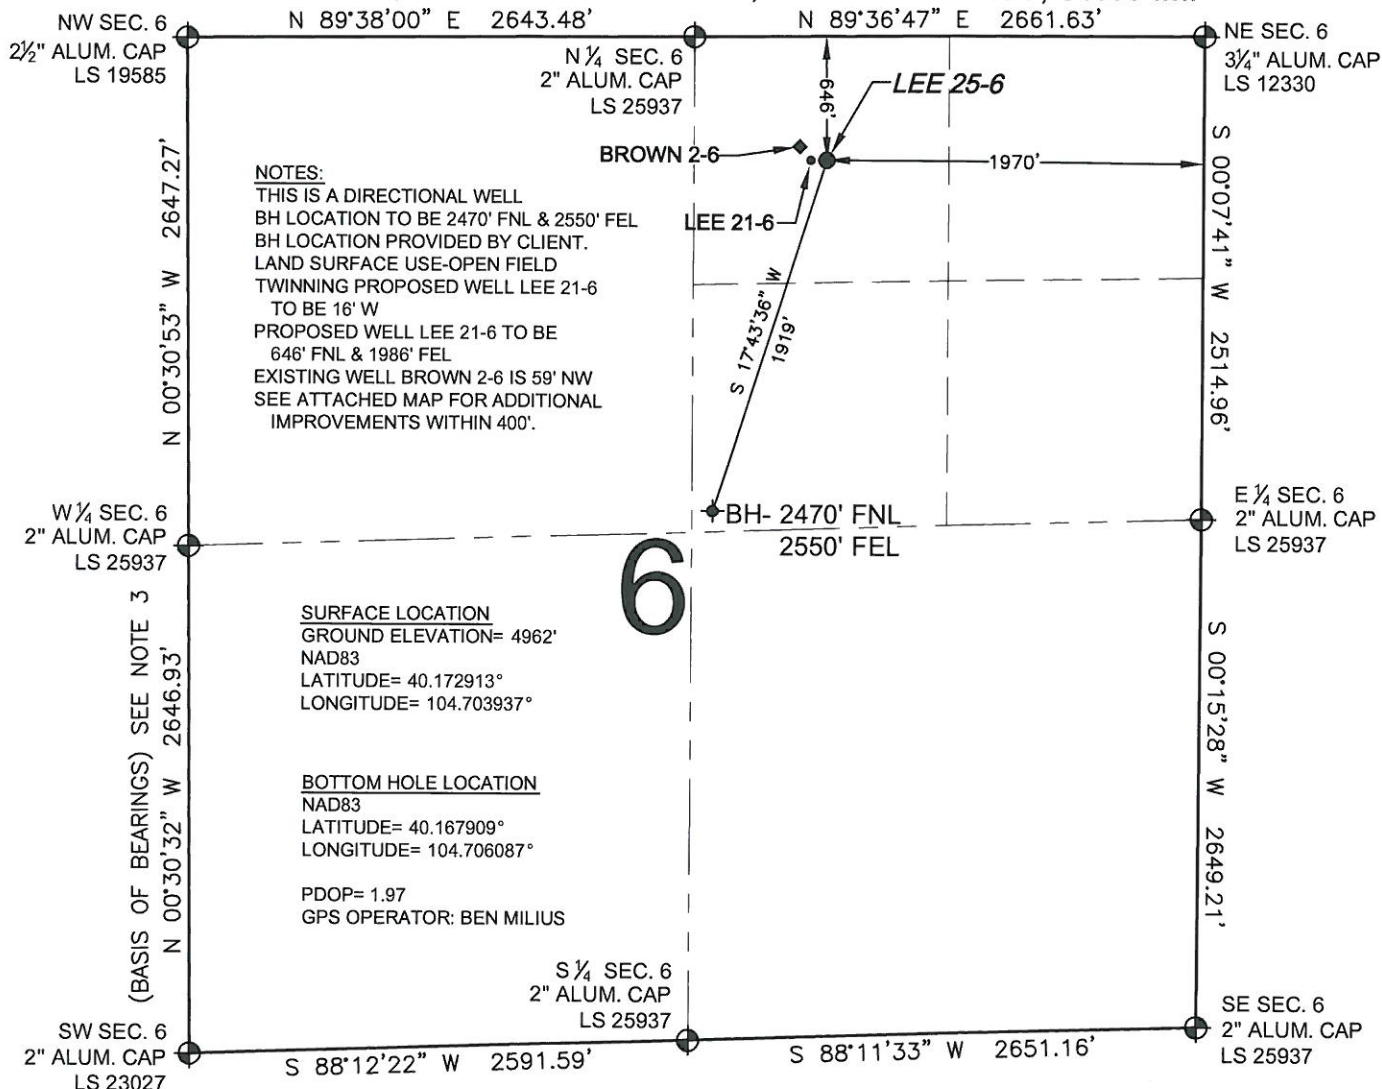 N 89°38'00" E 2643.48'
N 89°36'47" E 2661.63'
NW SEC. 6
2½" ALUM. CAP
LS 19585
N ¼ SEC. 6
2" ALUM. CAP
LS 25937
NE SEC. 6
3¼" ALUM. CAP
LS 12330
646'
LEE 25-6
BROWN 2-6
1970'
LEE 21-6
N 00°30'53" W 2647.27'
S 00°07'41" W 2514.96'
NOTES:
THIS IS A DIRECTIONAL WELL
BH LOCATION TO BE 2470' FNL & 2550' FEL
BH LOCATION PROVIDED BY CLIENT.
LAND SURFACE USE-OPEN FIELD
TWINNING PROPOSED WELL LEE 21-6
TO BE 16' W
PROPOSED WELL LEE 21-6 TO BE
646' FNL & 1986' FEL
EXISTING WELL BROWN 2-6 IS 59' NW
SEE ATTACHED MAP FOR ADDITIONAL
IMPROVEMENTS WITHIN 400'.
S 17°43'36" W
1919'
W ¼ SEC. 6
2" ALUM. CAP
LS 25937
BH- 2470' FNL
2550' FEL
E ¼ SEC. 6
2" ALUM. CAP
LS 25937
6
(BASIS OF BEARINGS) SEE NOTE 3
N 00°30'32" W 2646.93'
S 00°15'28" W 2649.21'
SURFACE LOCATION
GROUND ELEVATION= 4962'
NAD83
LATITUDE= 40.172913°
LONGITUDE= 104.703937°
BOTTOM HOLE LOCATION
NAD83
LATITUDE= 40.167909°
LONGITUDE= 104.706087°
PDOP= 1.97
GPS OPERATOR: BEN MILIUS
S ¼ SEC. 6
2" ALUM. CAP
LS 25937
SW SEC. 6
2" ALUM. CAP
LS 23027
SE SEC. 6
2" ALUM. CAP
LS 25937
S 88°12'22" W 2591.59'
S 88°11'33" W 2651.16'